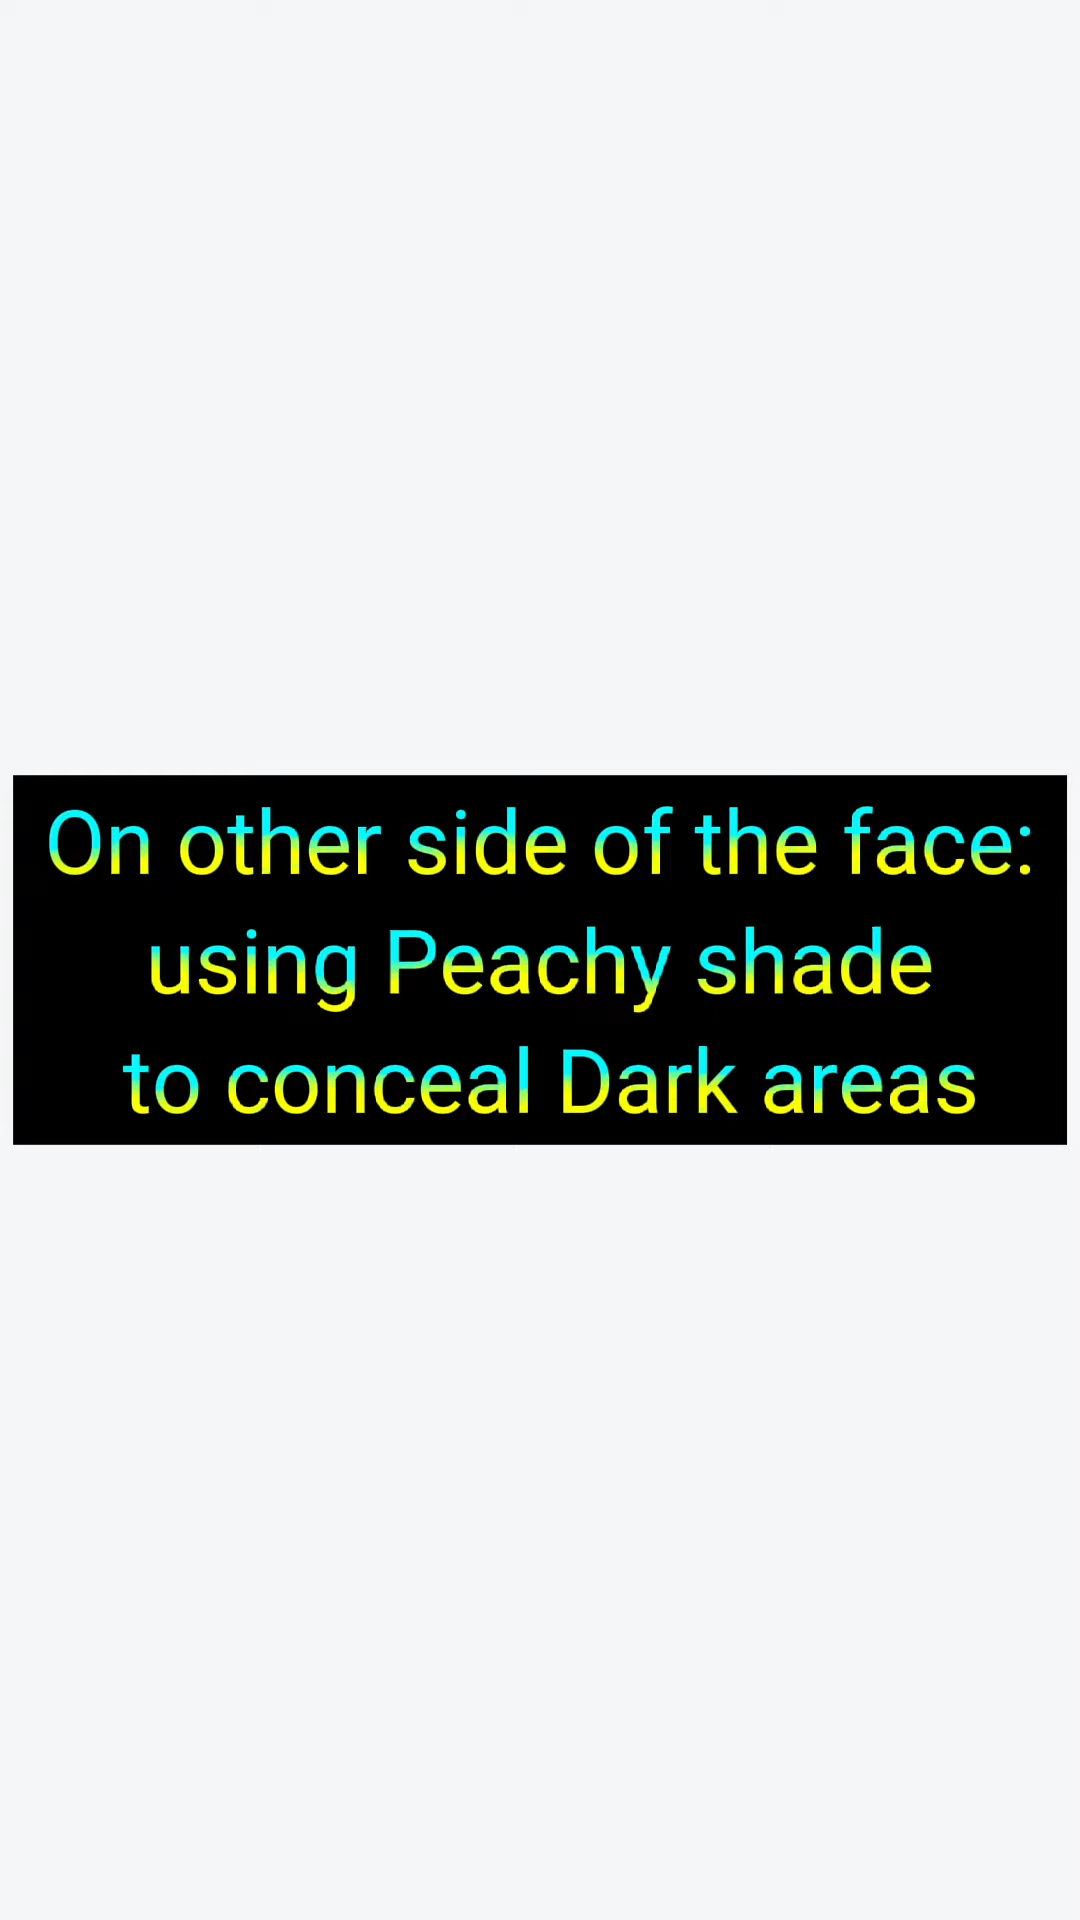 On other side of the face:
using Peachy shade
to conceal Dark areas